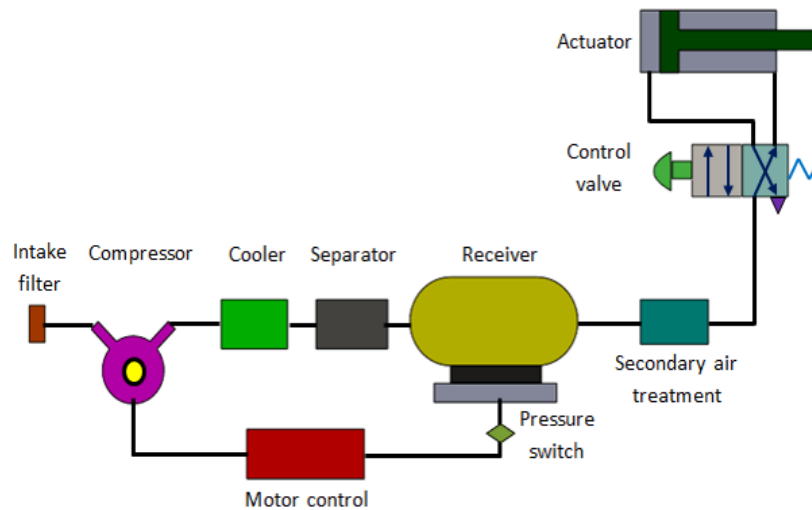 Actuator
Control
valve
Intake
filter
Compressor
Cooler
Separator
Receiver
Secondary air
treatment
Pressure
switch
Motor control